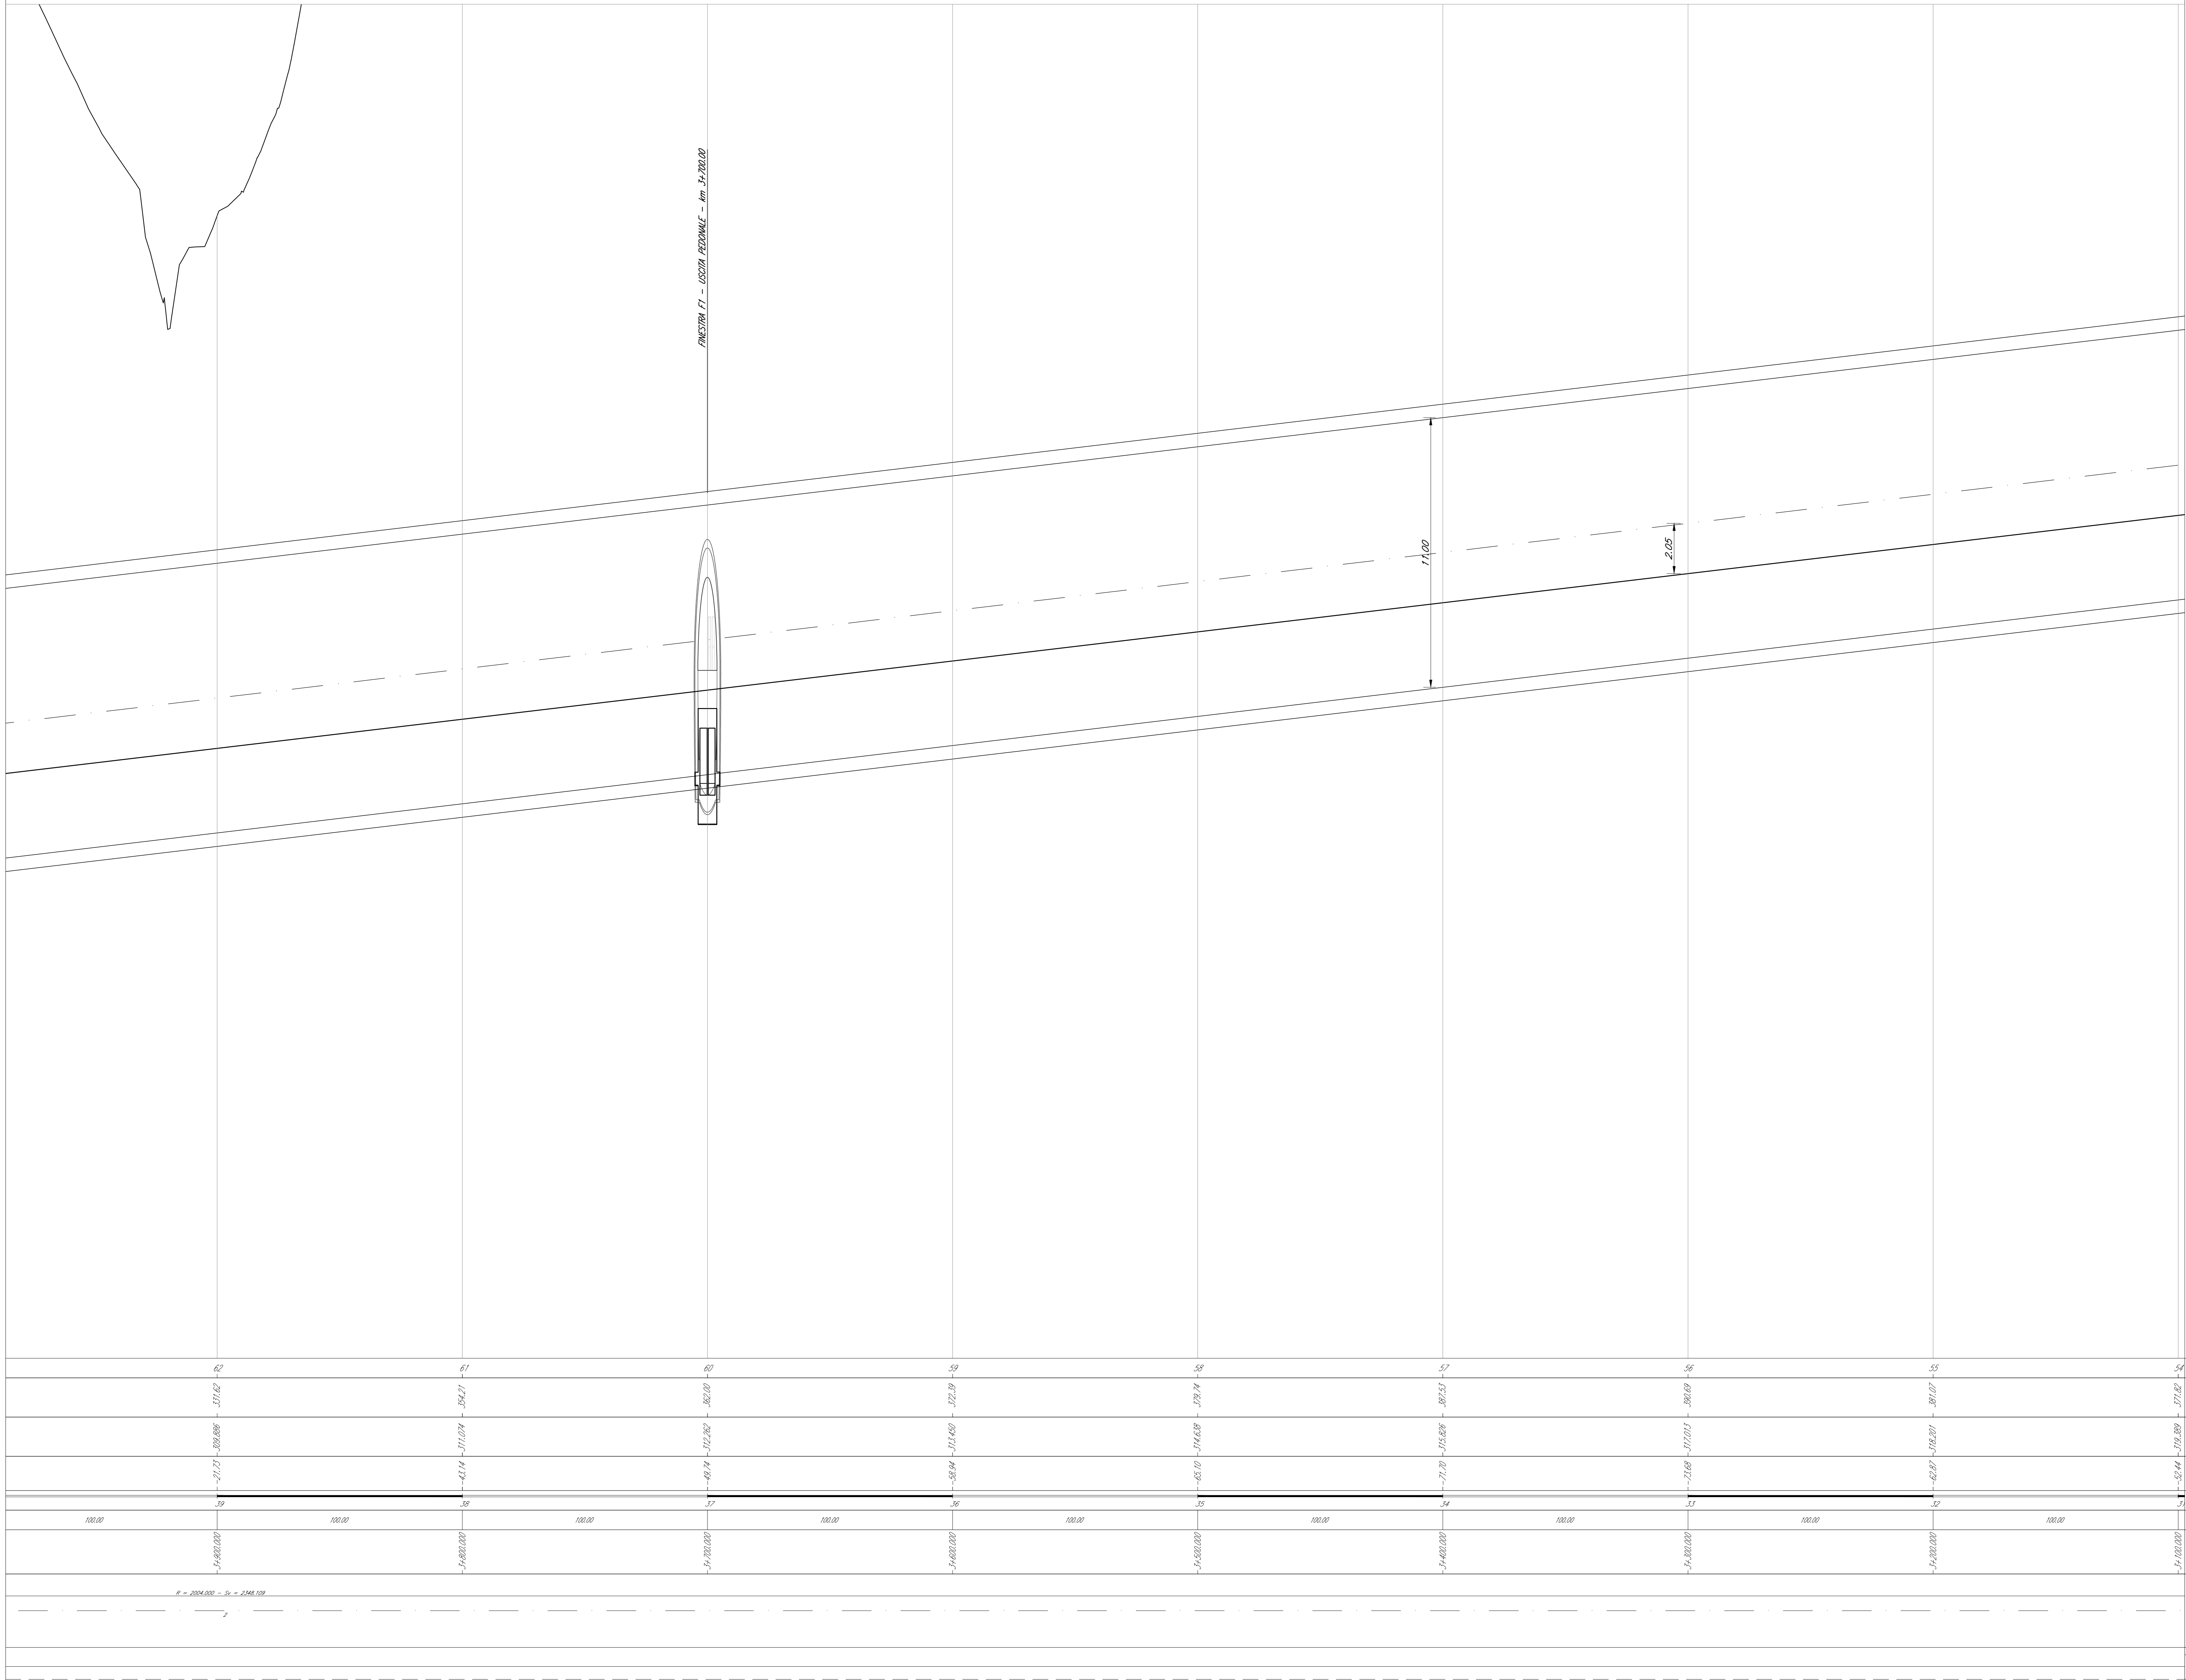 FINESTRA F1 - USCITA PEDONALE - km 3+700.00
11.00
2.05
62 61 60 59 58 57 56 55 54
331.62 354.21 362.00 372.39 379.74 387.53 390.69 381.07 371.82
309.886 311.074 312.262 313.450 314.638 315.826 317.013 318.201 319.389
-21.73 -43.14 -49.74 -58.94 -65.10 -71.70 -73.68 -62.87 -52.44
39 38 37 36 35 34 33 32 31
100.00 100.00 100.00 100.00 100.00 100.00 100.00 100.00 100.00
3+900.000 3+800.000 3+700.000 3+600.000 3+500.000 3+400.000 3+300.000 3+200.000 3+100.000
R = 2004.000 - Sv = 2348.109
2